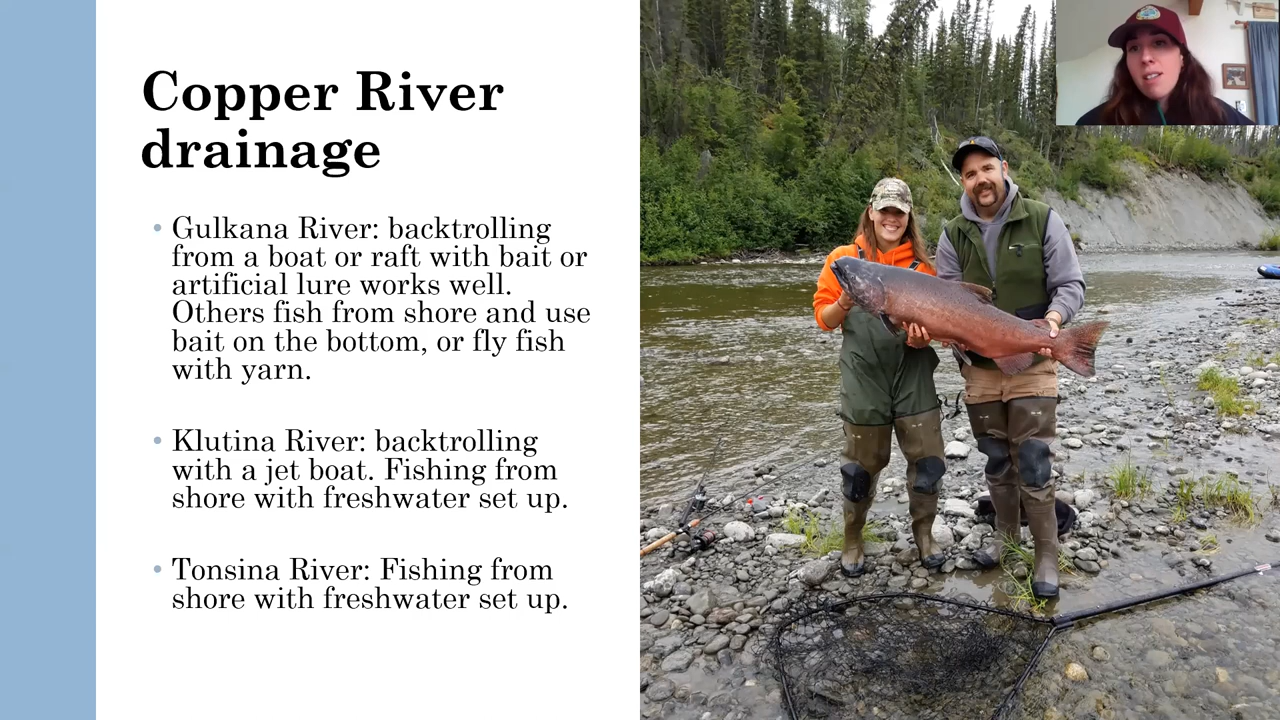 Copper River
drainage
• Gulkana River: backtrolling
from a boat or raft with bait or
artificial lure works well.
Others fish from shore and use
bait on the bottom, or fly fish
with yarn.
• Klutina River: backtrolling
with a jet boat. Fishing from
shore with freshwater set up.
• Tonsina River: Fishing from
shore with freshwater set up.